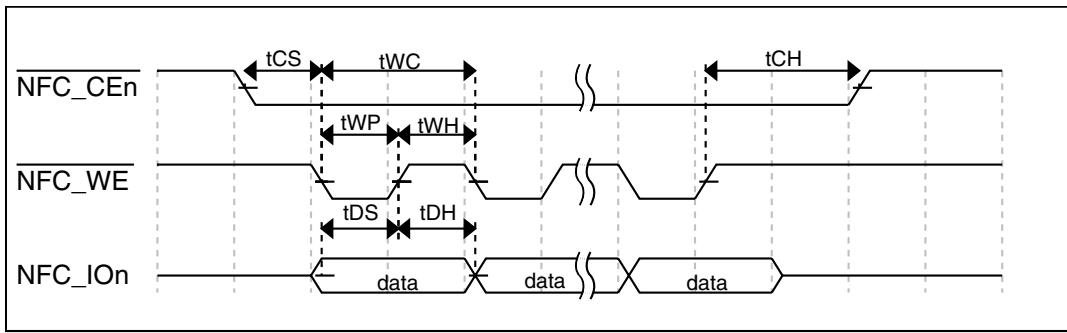 tCS tWC tCH
NFC_CEn
tWP tWH
NFC_WE
tDS tDH
NFC_IOn data data data